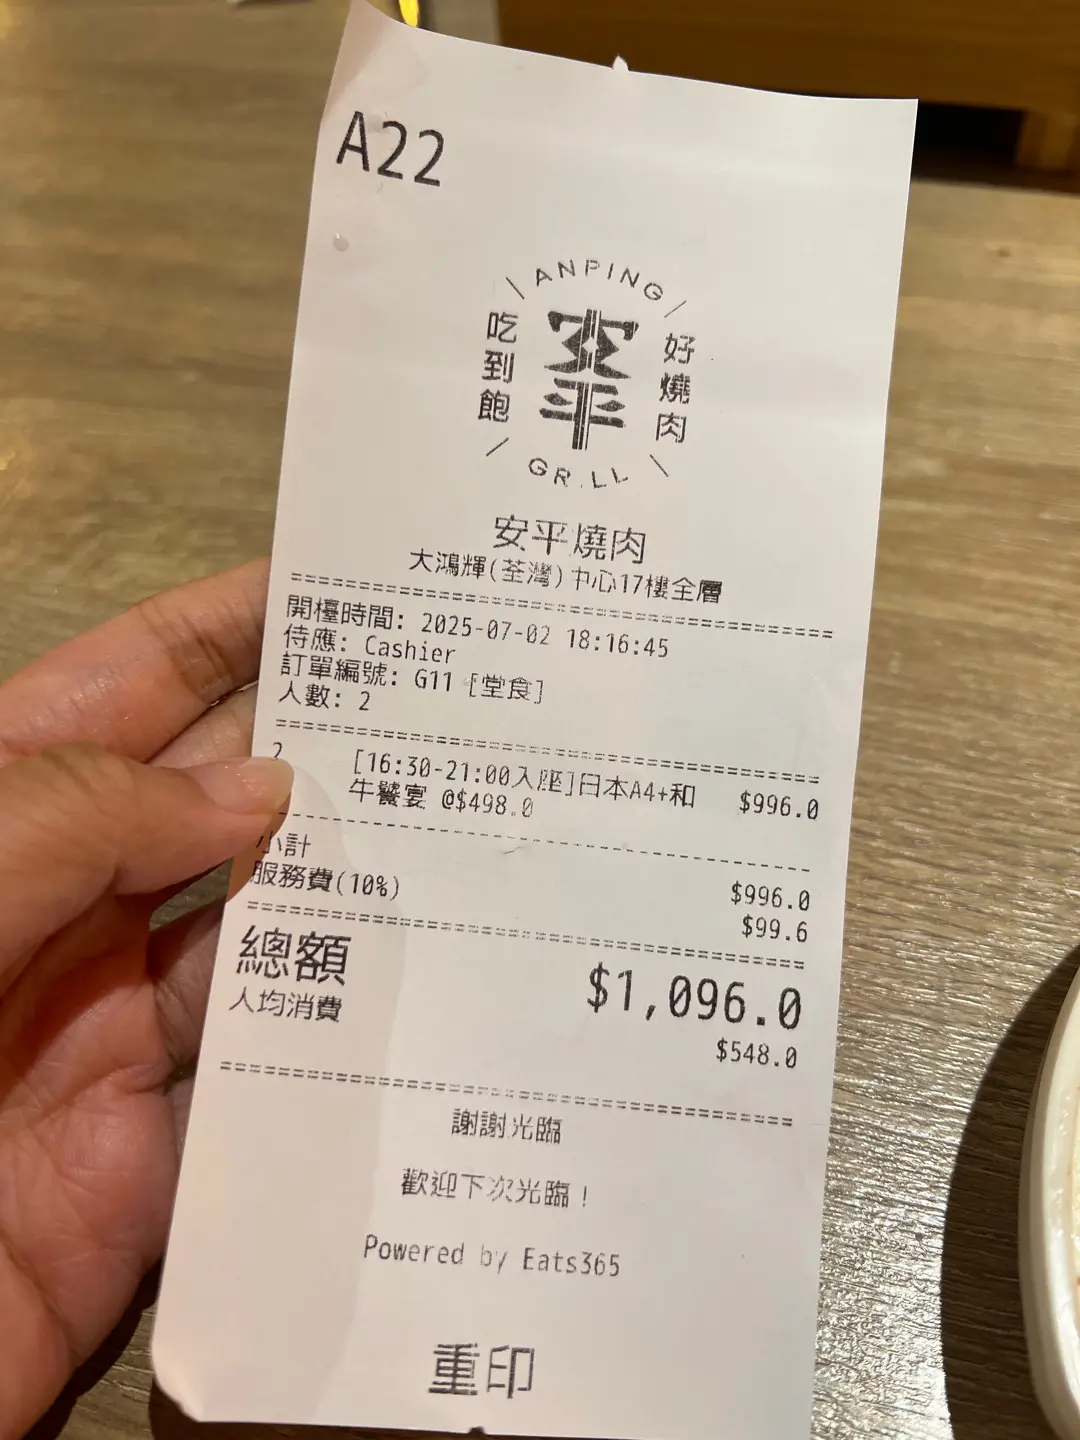 A22
ANPING
吃到飽
安平
好燒肉
GRILL
安平燒肉
大鴻輝(荃灣)中心17樓全層
開檯時間: 2025-07-02 18:16:45
侍應: Cashier
訂單編號: G11 [堂食]
人數: 2
2 [16:30-21:00入座]日本A4+和 $996.0
牛饗宴 @$498.0
小計 $996.0
服務費(10%) $99.6
總額 $1,096.0
人均消費 $548.0
謝謝光臨
歡迎下次光臨!
Powered by Eats365
重印